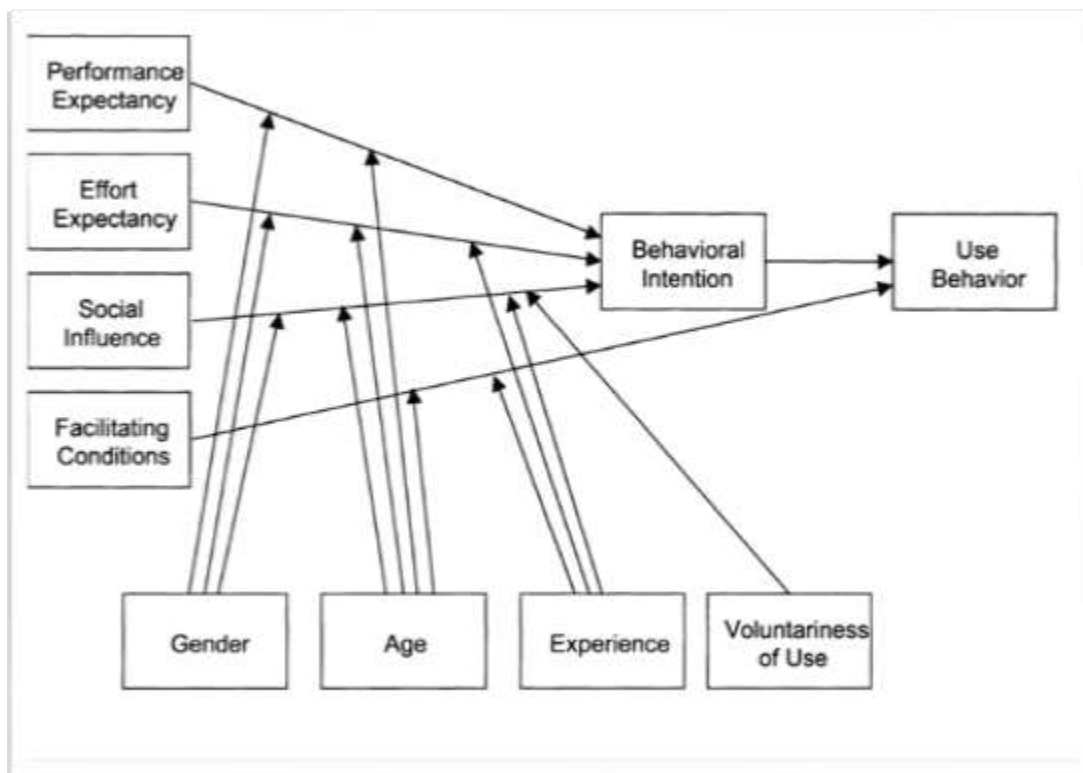 Performance
Expectancy
Effort
Expectancy
Social
Influence
Facilitating
Conditions
Behavioral
Intention
Use
Behavior
Gender
Age
Experience
Voluntariness
of Use